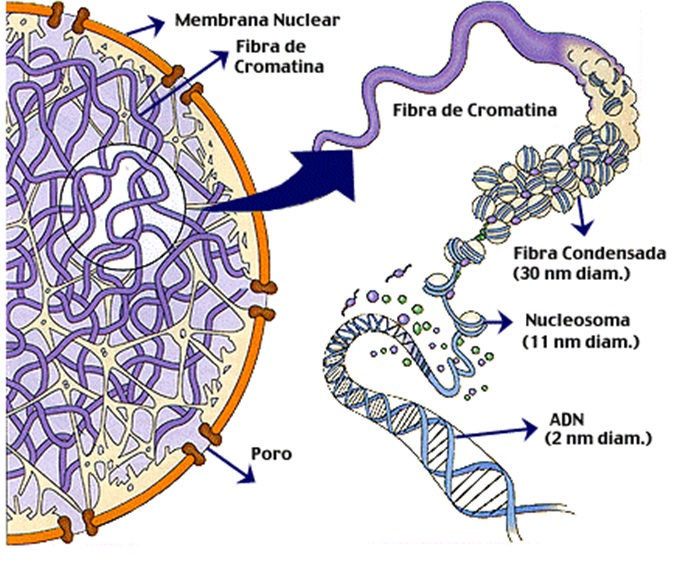 Membrana Nuclear
Fibra de
Cromatina
Fibra de Cromatina
Fibra Condensada
(30 nm diam.)
Nucleosoma
(11 nm diam.)
ADN
(2 nm diam.)
Poro